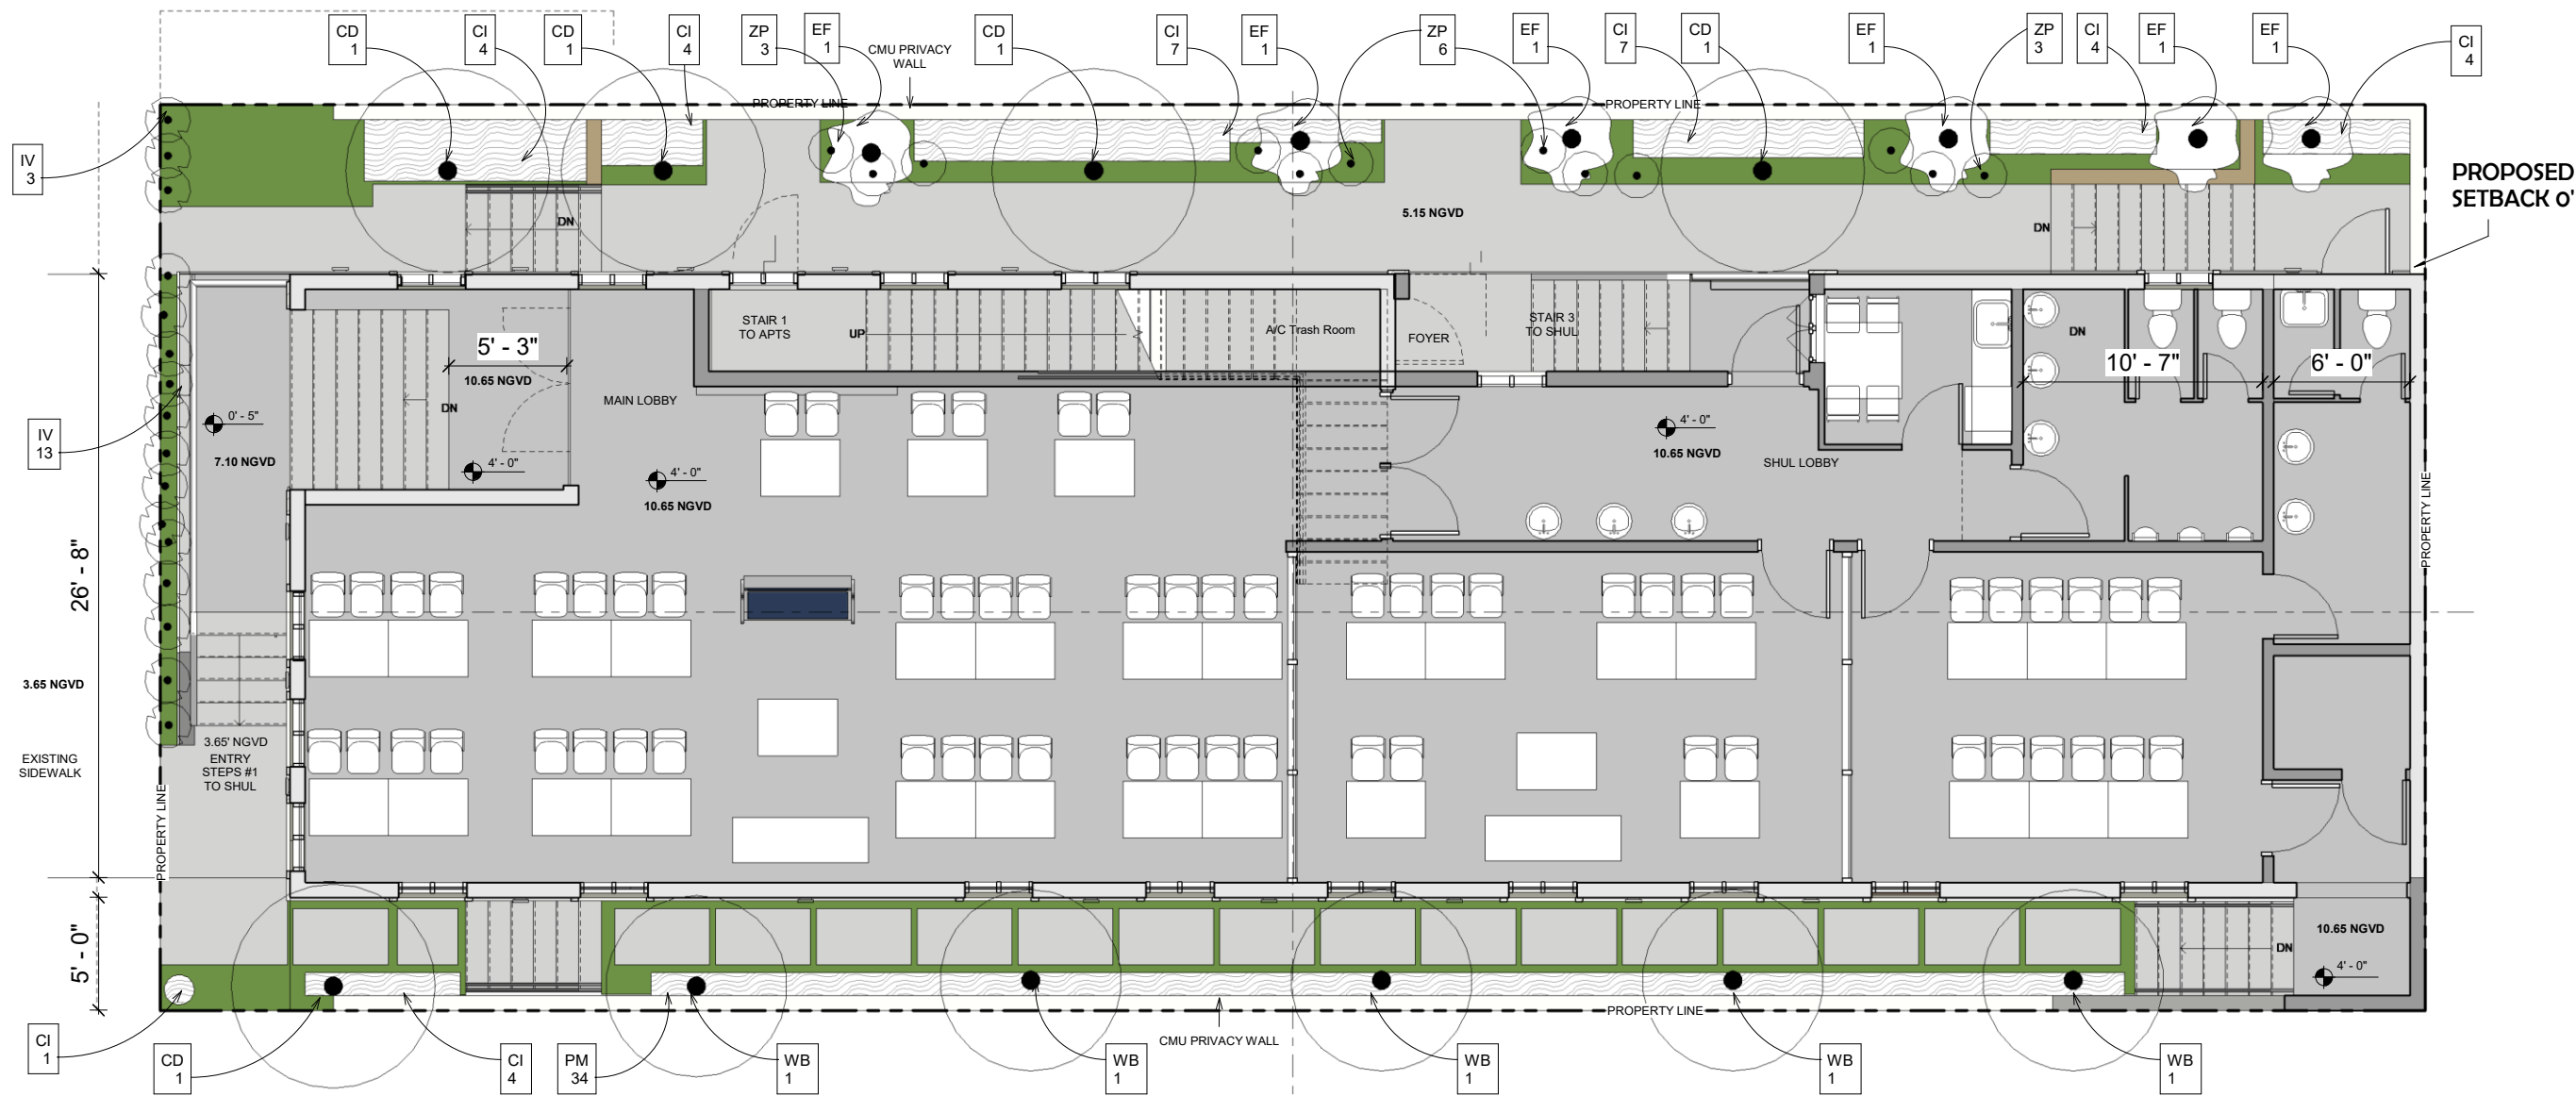 CD
1
CI
4
CD
1
CI
4
ZP
3
EF
1
CMU PRIVACY
WALL
CD
1
CI
7
EF
1
ZP
6
EF
1
CI
7
CD
1
EF
1
ZP
3
CI
4
EF
1
EF
1
CI
4
PROPERTY LINE
PROPERTY LINE
IV
3
PROPOSED
SETBACK 0'
DN
5.15 NGVD
DN
STAIR 1
TO APTS
UP
A/C Trash Room
FOYER
STAIR 3
TO SHUL
DN
5' - 3"
10.65 NGVD
DN
MAIN LOBBY
10' - 7"
6' - 0"
0' - 5"
7.10 NGVD
4' - 0"
4' - 0"
10.65 NGVD
4' - 0"
10.65 NGVD
SHUL LOBBY
IV
13
PROPERTY LINE
26' - 8"
3.65 NGVD
EXISTING
SIDEWALK
3.65' NGVD
ENTRY
STEPS #1
TO SHUL
PROPERTY LINE
5' - 0"
10.65 NGVD
DN
4' - 0"
PROPERTY LINE
CMU PRIVACY WALL
CI
1
CD
1
CI
4
PM
34
WB
1
WB
1
WB
1
WB
1
WB
1